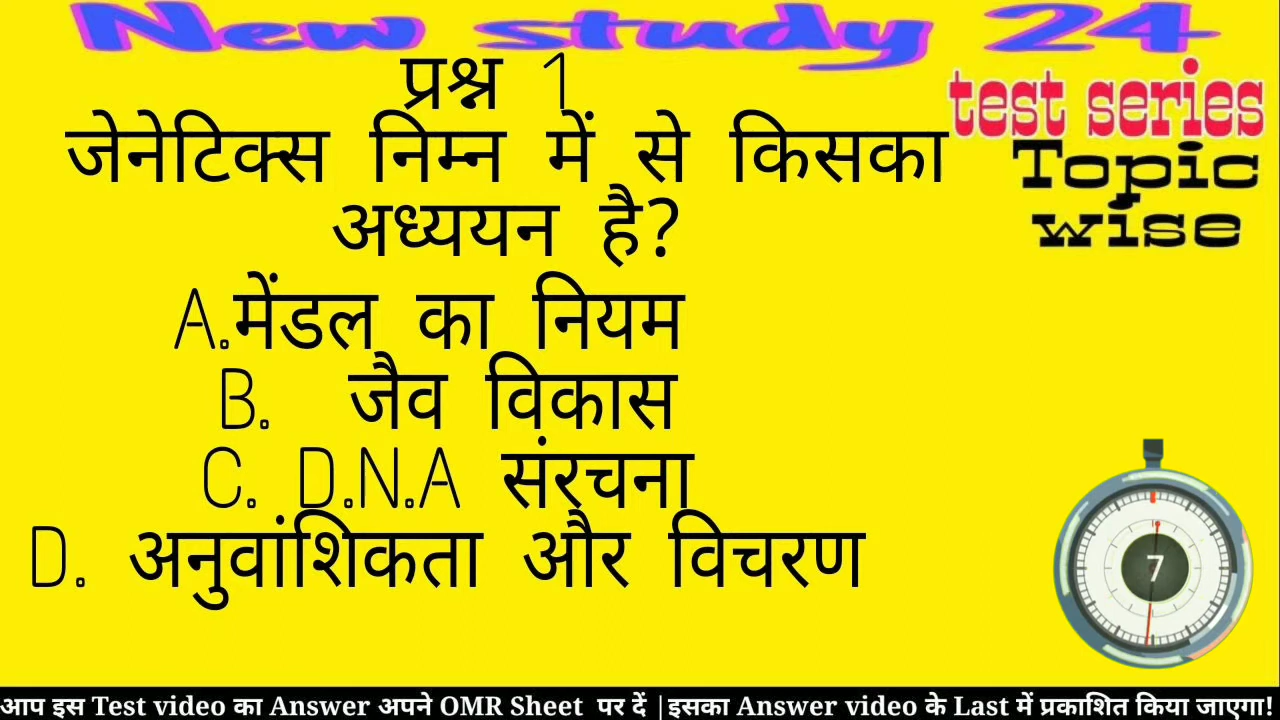 New study 24
test series
Topic
wise
प्रश्न 1
जेनेटिक्स निम्न में से किसका
अध्ययन है?
A.मेंडल का नियम
B. जैव विकास
C. D.N.A संरचना
D. अनुवांशिकता और विचरण
7
आप इस Test video का Answer अपने OMR Sheet पर दें |इसका Answer video के Last में प्रकाशित किया जाएगा!